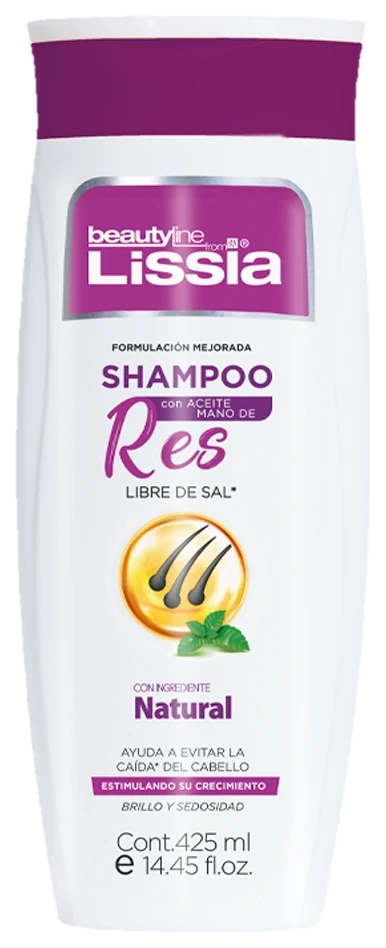 beautyline
from B®
Lissia
FORMULACIÓN MEJORADA
SHAMPOO
con ACEITE
MANO DE
Res
LIBRE DE SAL*
CON INGREDIENTE
Natural
AYUDA A EVITAR LA
CAÍDA* DEL CABELLO
ESTIMULANDO SU CRECIMIENTO
BRILLO Y SEDOSIDAD
Cont.425 ml
e 14.45 fl.oz.